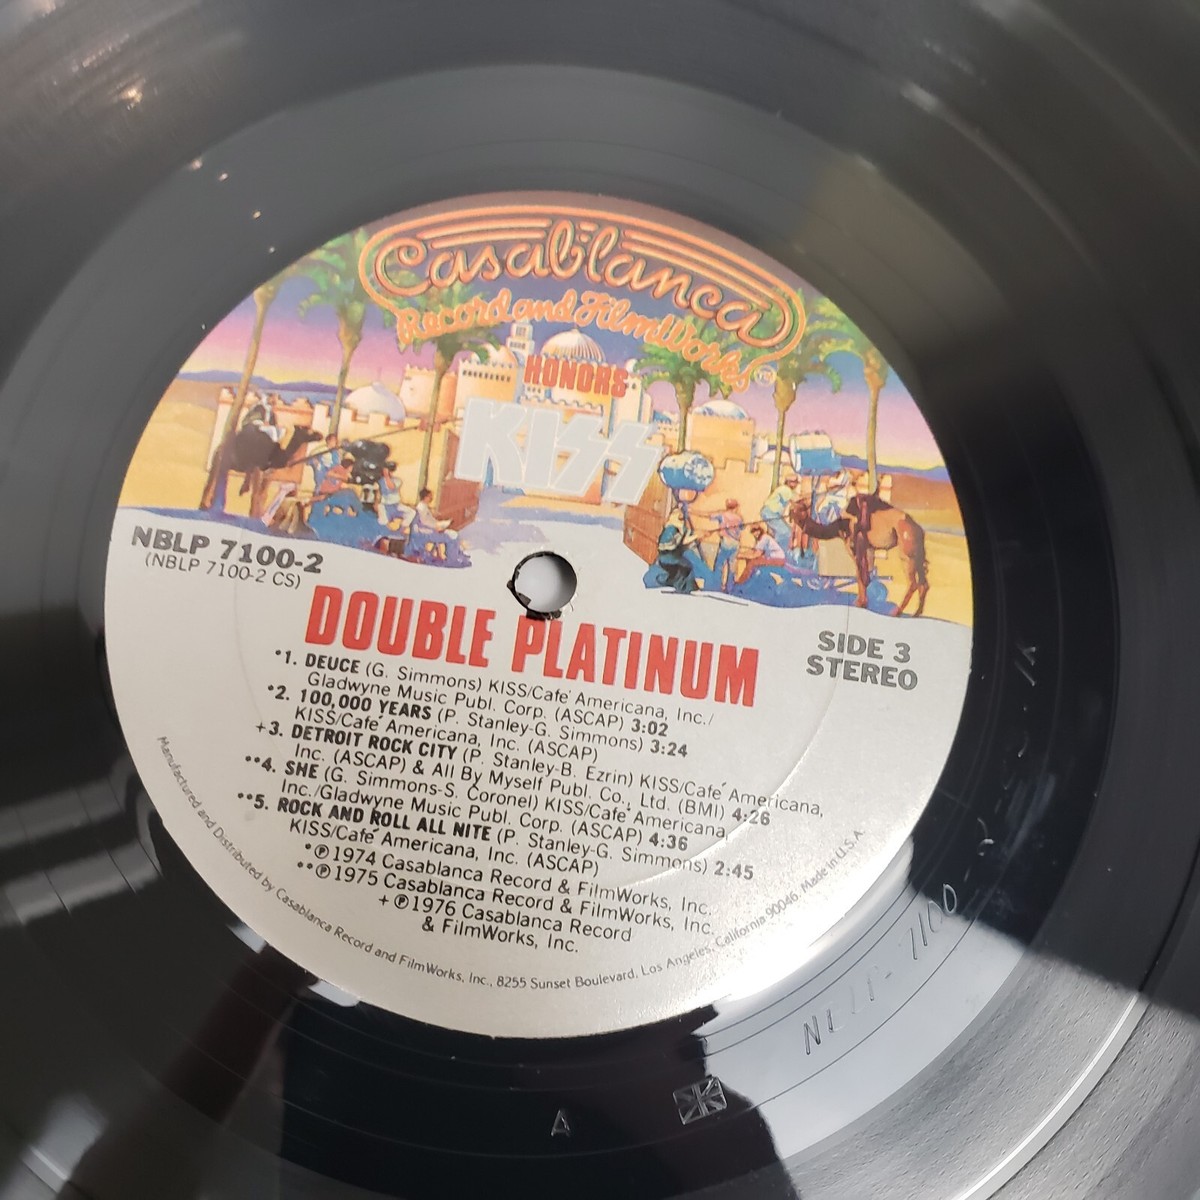 Casablanca
Record and FilmWorks
HONORS
KISS
NBLP 7100-2
(NBLP 7100-2 CS)
SIDE 3
STEREO
DOUBLE PLATINUM
*1. DEUCE (G. Simmons) KISS/Café Americana, Inc./
Gladwyne Music Publ. Corp. (ASCAP) 3:02
*2. 100,000 YEARS (P. Stanley-G. Simmons) 3:24
KISS/Café Americana, Inc. (ASCAP)
+3. DETROIT ROCK CITY (P. Stanley-B. Ezrin) KISS/Café Americana,
Inc. (ASCAP) & All By Myself Publ. Co., Ltd. (BMI) 4:26
**4. SHE (G. Simmons-S. Coronel) KISS/Café Americana,
Inc./Gladwyne Music Publ. Corp. (ASCAP) 4:36
**5. ROCK AND ROLL ALL NITE (P. Stanley-G. Simmons) 2:45
KISS/Café Americana, Inc. (ASCAP)
*℗1974 Casablanca Record & FilmWorks, Inc.
**℗1975 Casablanca Record & FilmWorks, Inc.
+ ℗1976 Casablanca Record
& FilmWorks, Inc.
Manufactured and Distributed by Casablanca Record and FilmWorks, Inc., 8255 Sunset Boulevard, Los Angeles, California 90046. Made in U.S.A.
7100
A